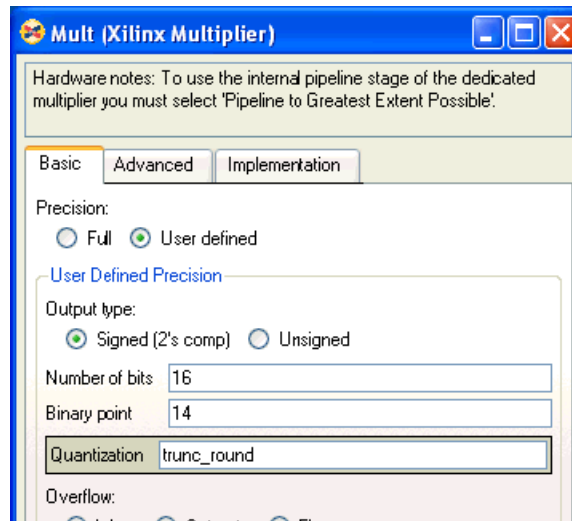 Mult (Xilinx Multiplier)
Hardware notes: To use the internal pipeline stage of the dedicated
multiplier you must select 'Pipeline to Greatest Extent Possible'.
Basic Advanced Implementation
Precision:
Full User defined
User Defined Precision
Output type:
Signed (2's comp) Unsigned
Number of bits 16
Binary point 14
Quantization trunc_round
Overflow: